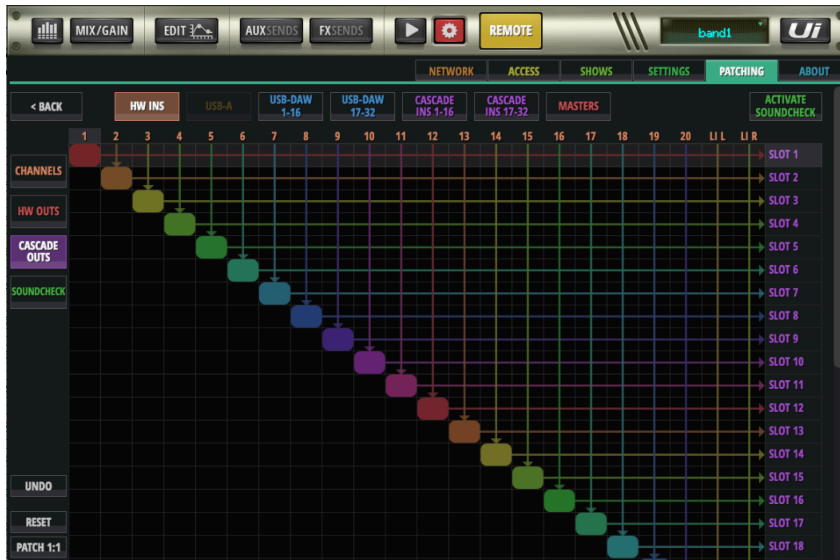 MIX/GAIN EDIT AUXSENDS FXSENDS REMOTE band1 Ui
NETWORK ACCESS SHOWS SETTINGS PATCHING ABOUT
< BACK HW INS USB-A USB-DAW 1-16 USB-DAW 17-32 CASCADE INS 1-16 CASCADE INS 17-32 MASTERS ACTIVATE SOUNDCHECK
1 2 3 4 5 6 7 8 9 10 11 12 13 14 15 16 17 18 19 20 LI L LI R
SLOT 1
CHANNELS
SLOT 2
SLOT 3
HW OUTS
SLOT 4
CASCADE OUTS
SLOT 5
SLOT 6
SOUNDCHECK
SLOT 7
SLOT 8
SLOT 9
SLOT 10
SLOT 11
SLOT 12
SLOT 13
SLOT 14
SLOT 15
UNDO
SLOT 16
RESET
SLOT 17
PATCH 1:1
SLOT 18